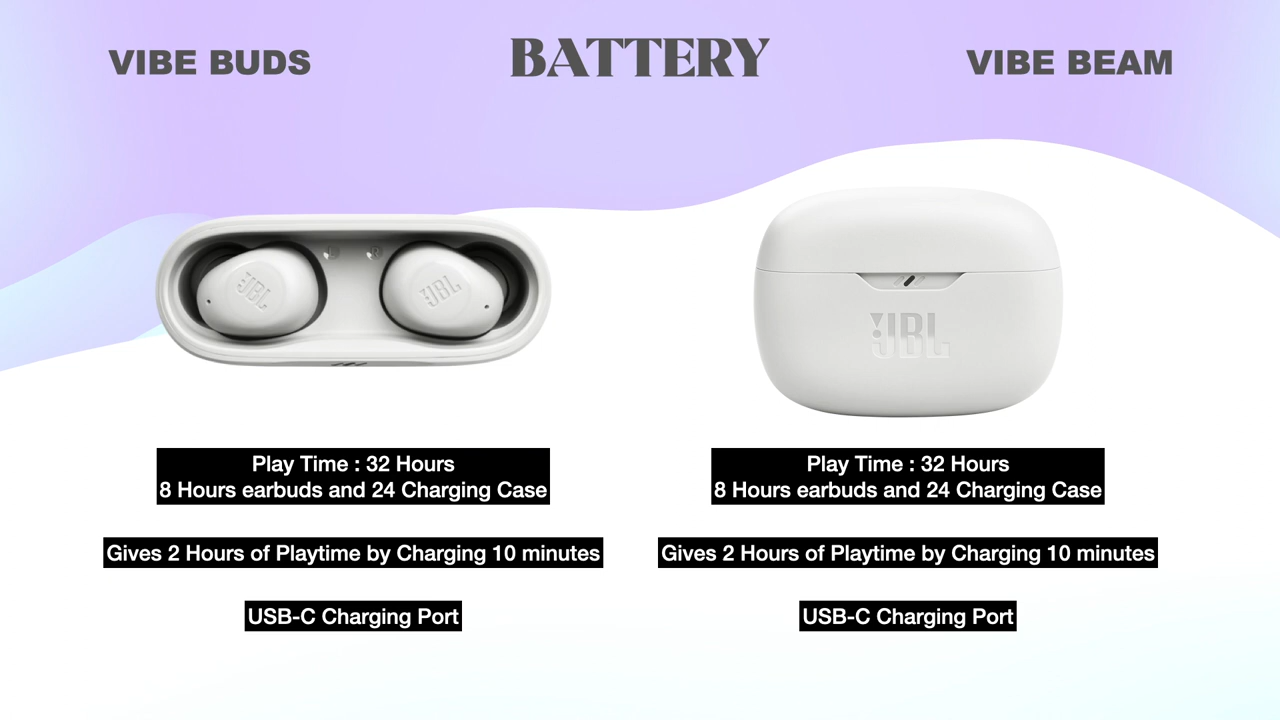 VIBE BUDS
BATTERY
VIBE BEAM
JBL
JBL
JBL
Play Time : 32 Hours
8 Hours earbuds and 24 Charging Case
Gives 2 Hours of Playtime by Charging 10 minutes
USB-C Charging Port
Play Time : 32 Hours
8 Hours earbuds and 24 Charging Case
Gives 2 Hours of Playtime by Charging 10 minutes
USB-C Charging Port